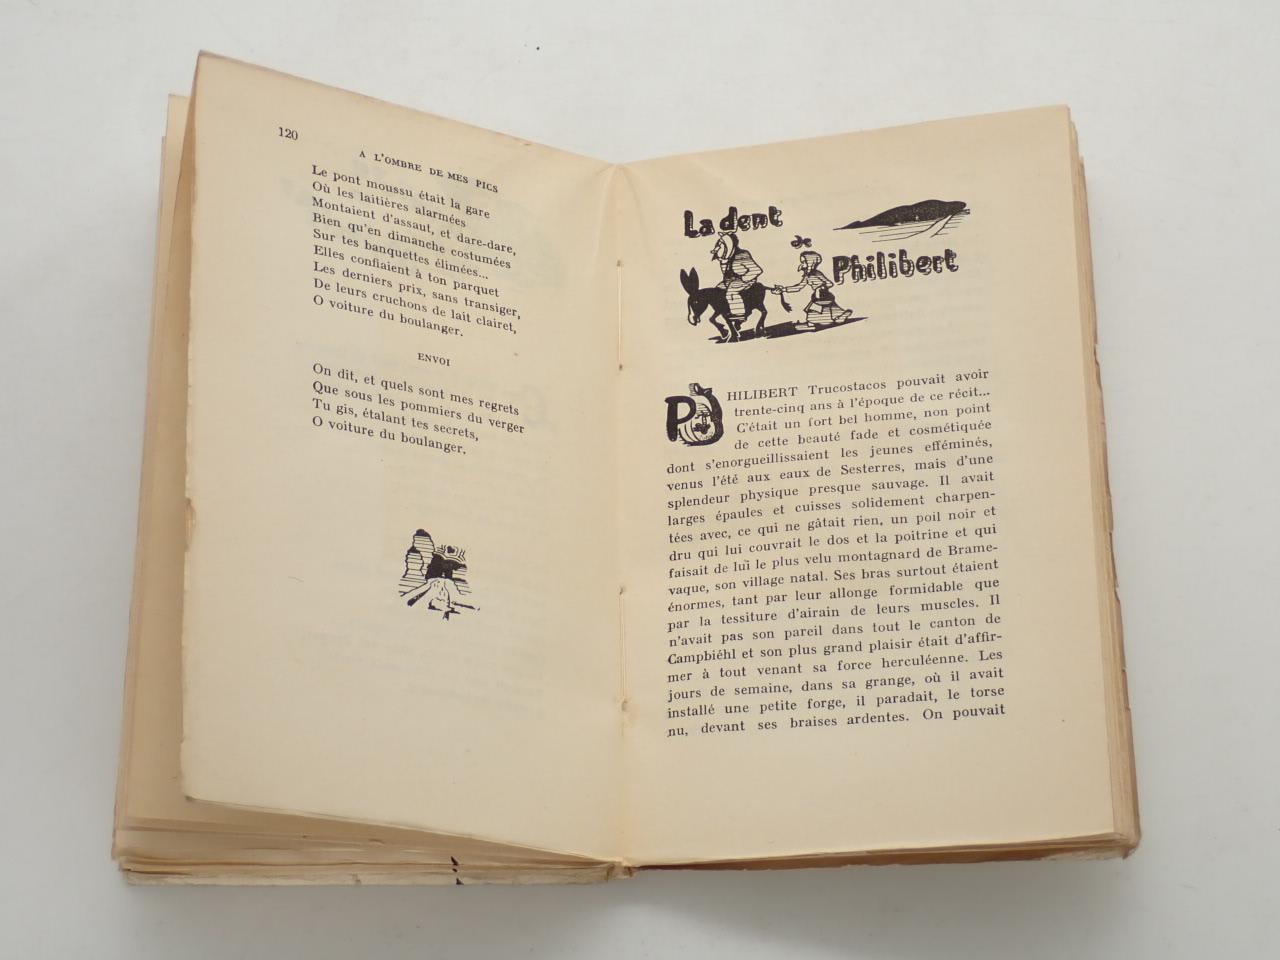 120
A L'OMBRE DE MES PICS
Le pont moussu était la gare
Où les laitières alarmées
Montaient d'assaut, et dare-dare,
Bien qu'en dimanche costumées
Sur tes banquettes élimées...
Elles confiaient à ton parquet
Les derniers prix, sans transiger,
De leurs cruchons de lait clairet,
O voiture du boulanger.
ENVOI
On dit, et quels sont mes regrets
Que sous les pommiers du verger
Tu gis, étalant tes secrets,
O voiture du boulanger.
La dent
de
Philibert
PHILIBERT Trucostacos pouvait avoir
trente-cinq ans à l'époque de ce récit...
C'était un fort bel homme, non point
de cette beauté fade et cosmétiquée
dont s'enorgueillissaient les jeunes efféminés,
venus l'été aux eaux de Sesterres, mais d'une
splendeur physique presque sauvage. Il avait
larges épaules et cuisses solidement charpen-
tées avec, ce qui ne gâtait rien, un poil noir et
dru qui lui couvrait le dos et la poitrine et qui
faisait de lui le plus velu montagnard de Brame-
vaque, son village natal. Ses bras surtout étaient
énormes, tant par leur allonge formidable que
par la tessiture d'airain de leurs muscles. Il
n'avait pas son pareil dans tout le canton de
Campbiéhl et son plus grand plaisir était d'affir-
mer à tout venant sa force herculéenne. Les
jours de semaine, dans sa grange, où il avait
installé une petite forge, il paradait, le torse
nu, devant ses braises ardentes. On pouvait